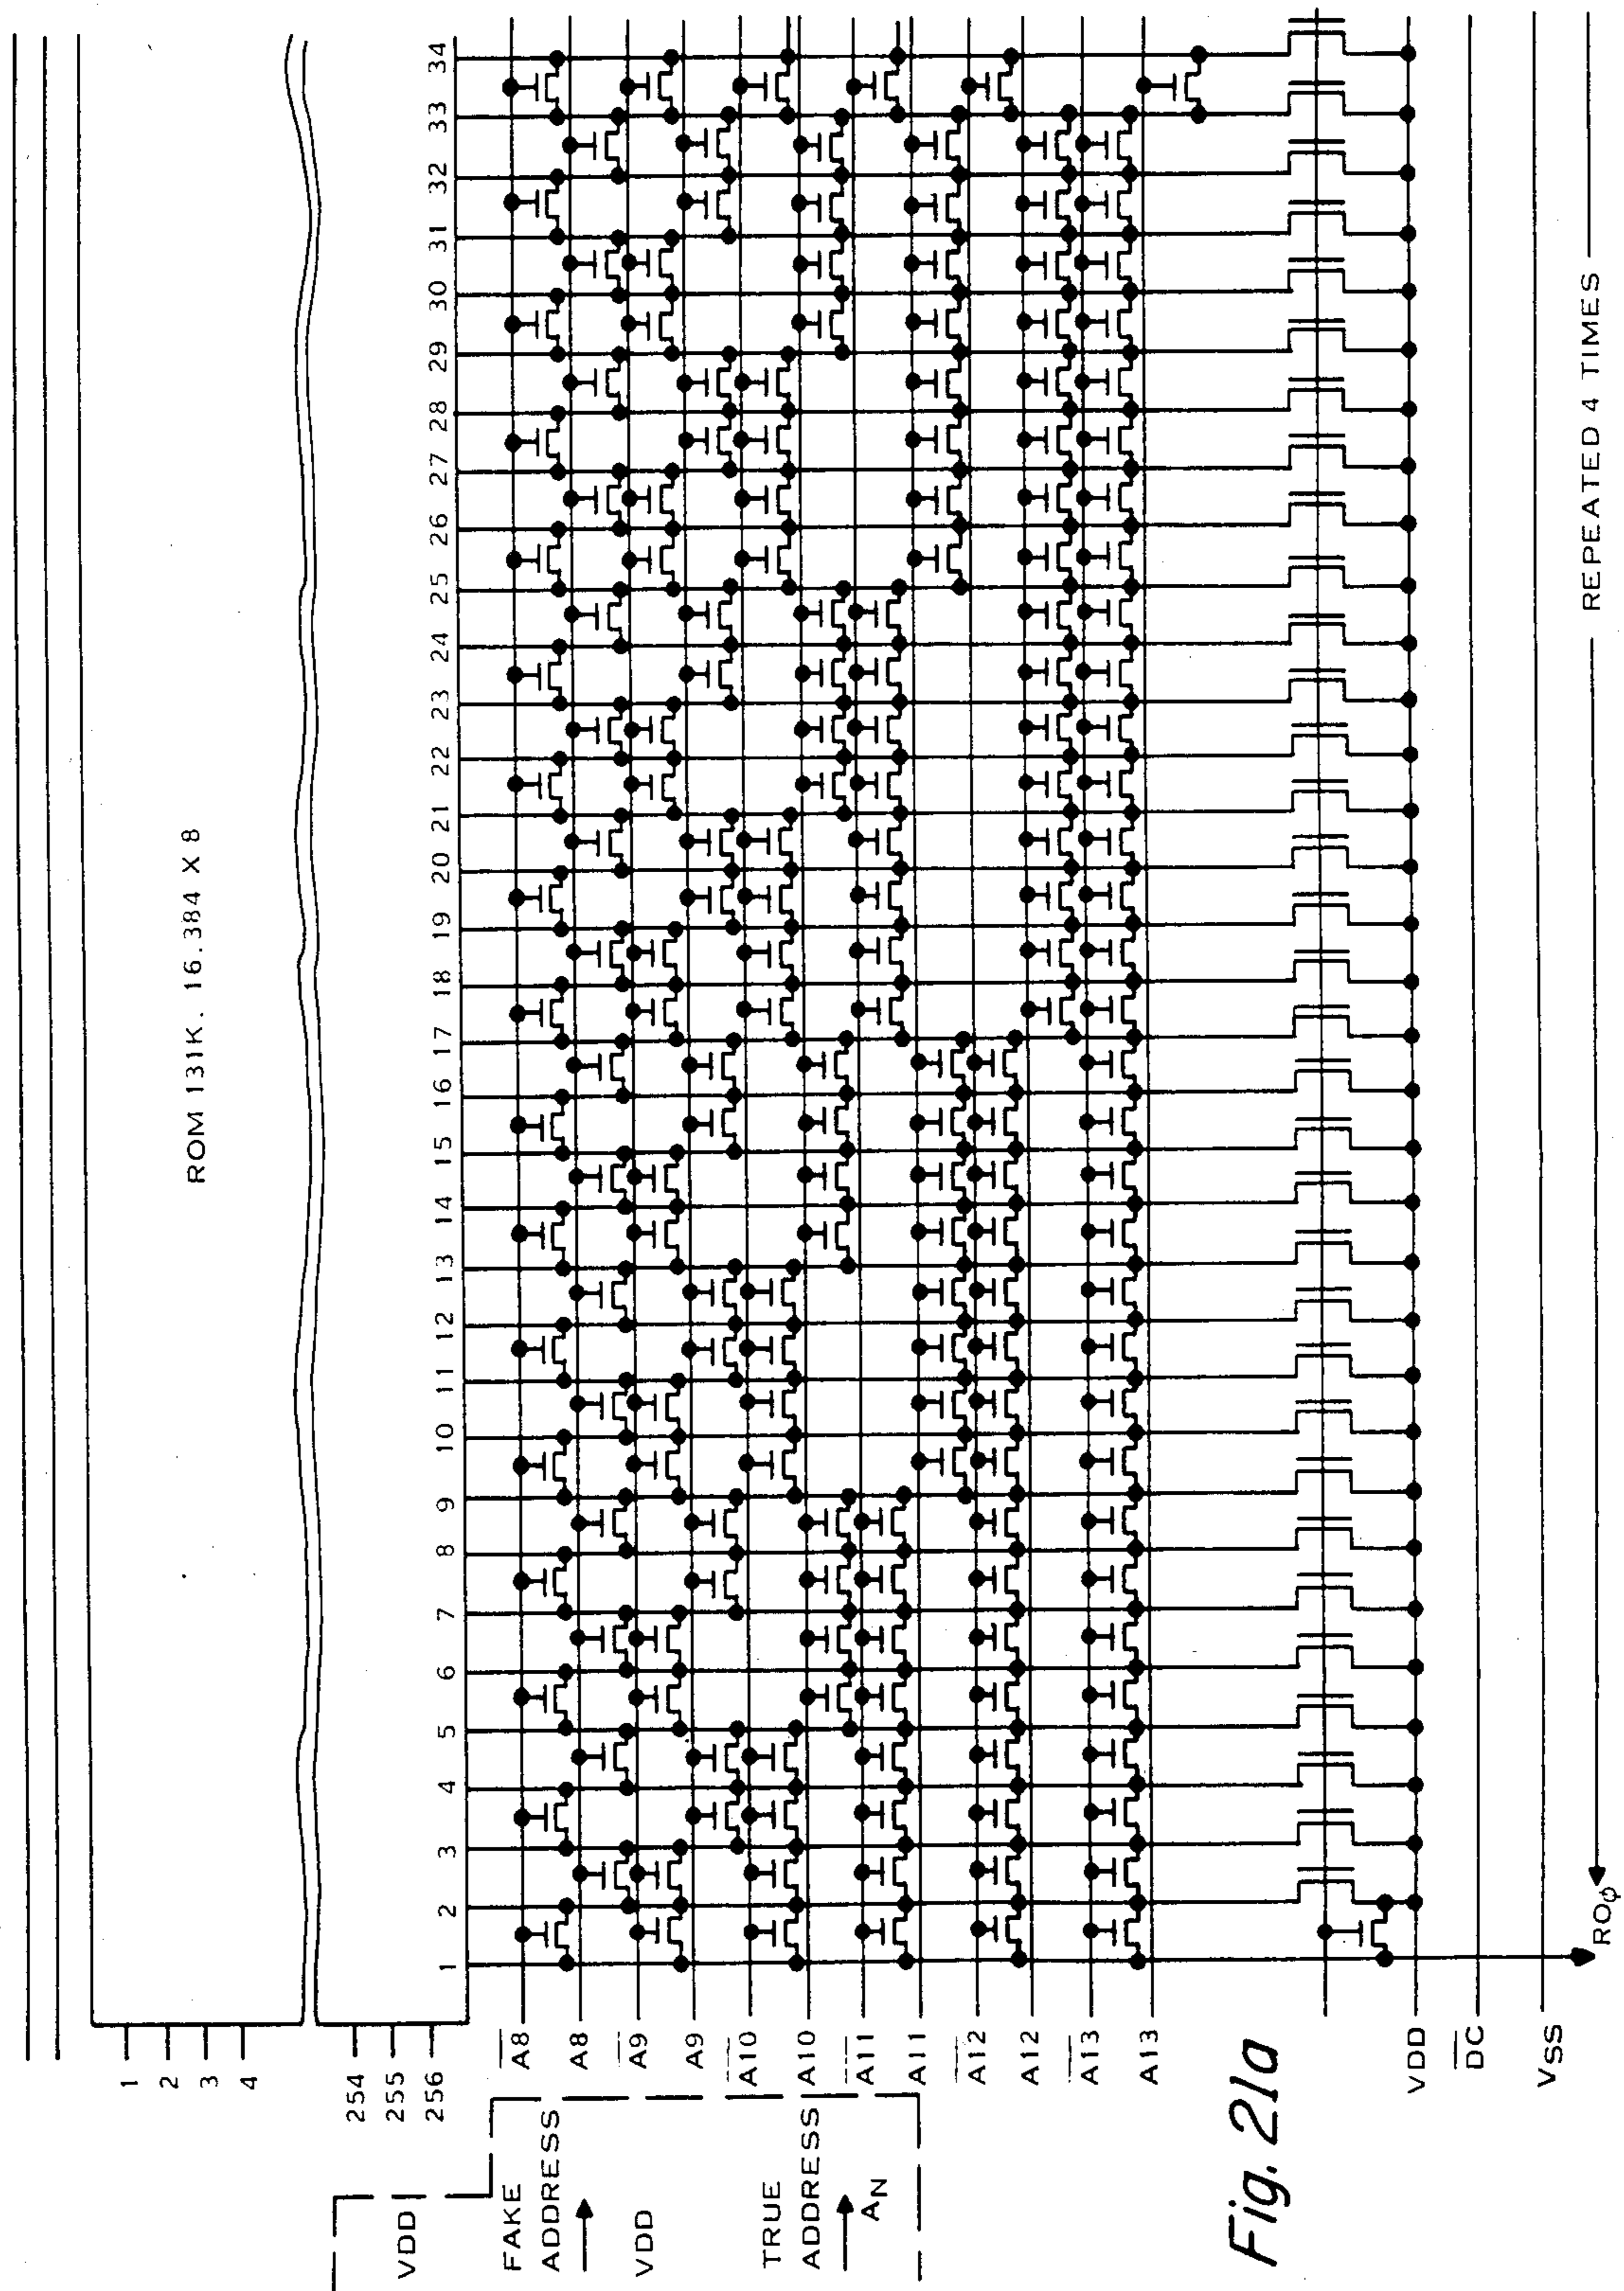 ROM 131K. 16.384 X 8
1
2
3
4
254
255
256
1 2 3 4 5 6 7 8 9 10 11 12 13 14 15 16 17 18 19 20 21 22 23 24 25 26 27 28 29 30 31 32 33 34
VDD
FAKE
ADDRESS
VDD
TRUE
ADDRESS
AN
A8
A8
A9
A9
A10
A10
A11
A11
A12
A12
A13
A13
VDD
DC
VSS
ROφ
REPEATED 4 TIMES
Fig. 21a